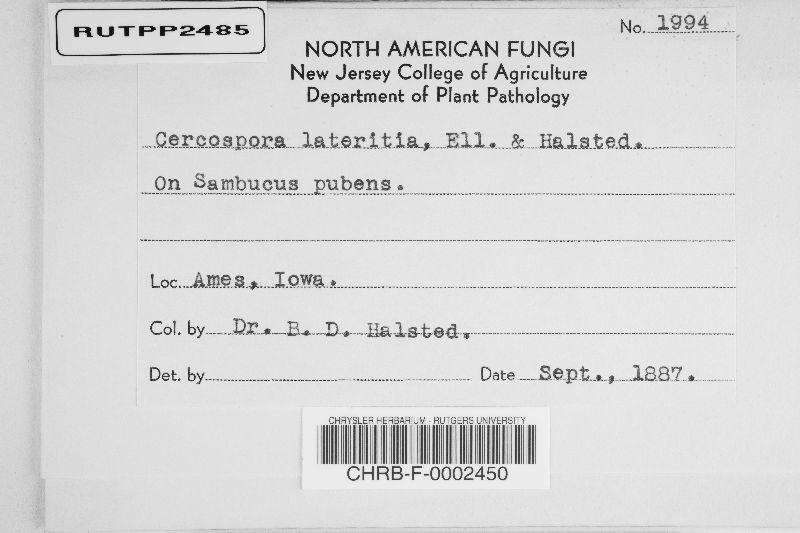 RUTPP2485
No. 1994
NORTH AMERICAN FUNGI
New Jersey College of Agriculture
Department of Plant Pathology
Cercospora lateritia, Ell. & Halsted.
On Sambucus pubens.
Loc. Ames, Iowa.
Col. by Dr. B. D. Halsted.
Det. by
Date Sept., 1887.
CHRYSLER HERBARIUM - RUTGERS UNIVERSITY
CHRB-F-0002450